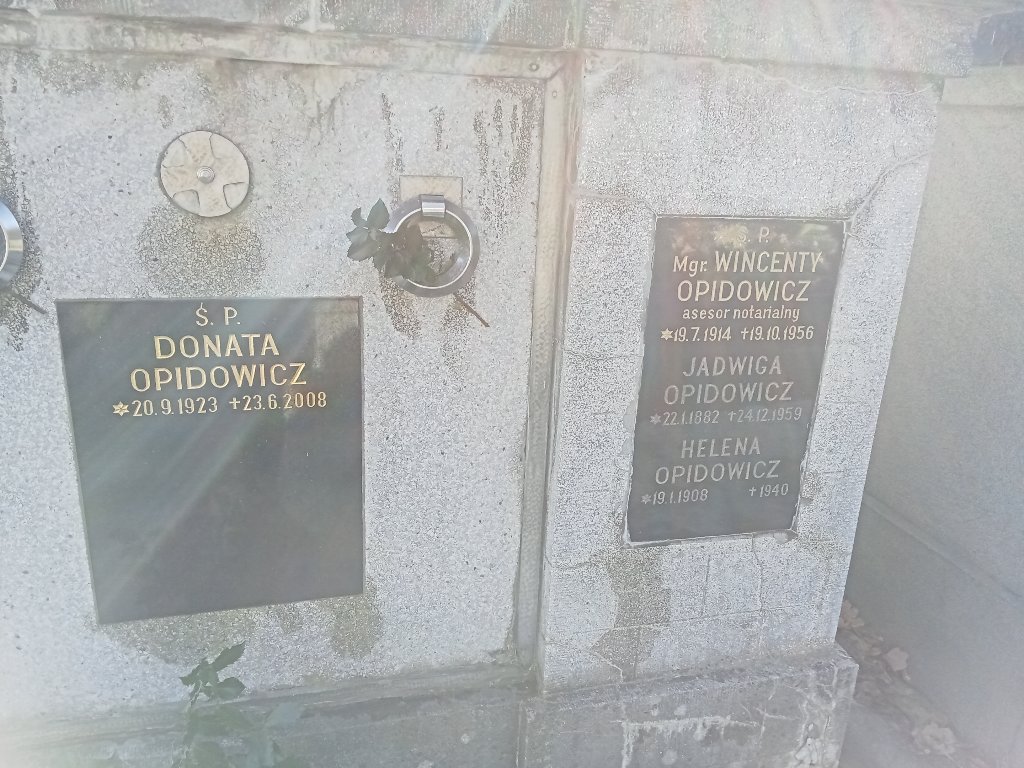 Ś. P.
DONATA
OPIDOWICZ
*20.9.1923 †23.6.2008
Ś. P.
Mgr. WINCENTY
OPIDOWICZ
asesor notarialny
*19.7.1914 †19.10.1956
JADWIGA
OPIDOWICZ
*22.1.1882 †24.12.1959
HELENA
OPIDOWICZ
*19.1.1908 †1940